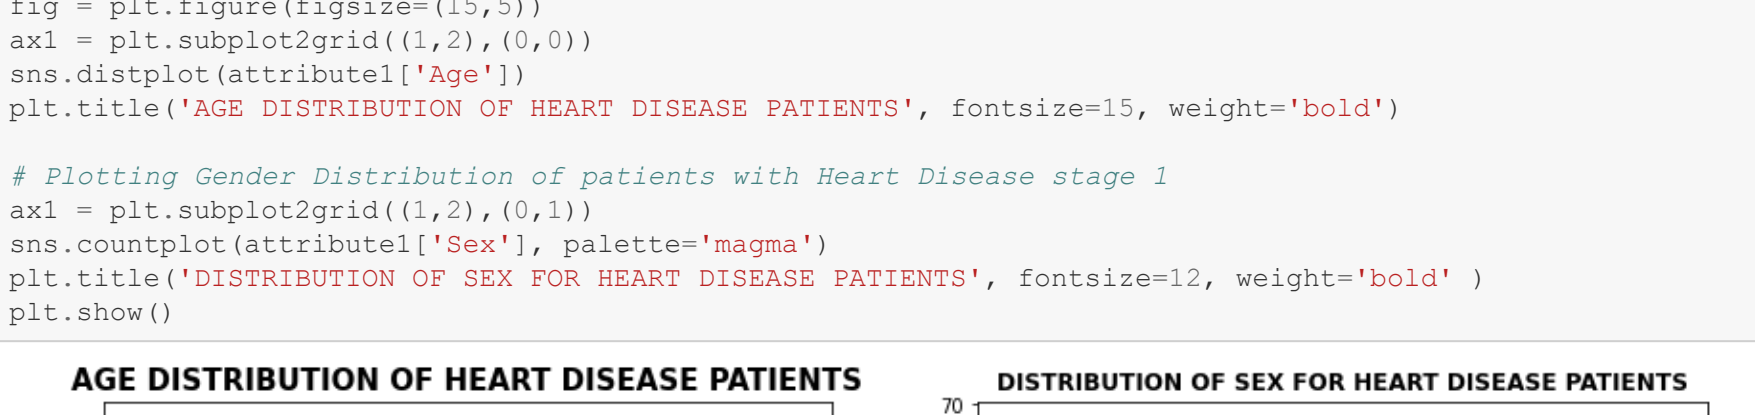 fig = plt.figure(figsize=(15,5))
ax1 = plt.subplot2grid((1,2),(0,0))
sns.distplot(attribute1['Age'])
plt.title('AGE DISTRIBUTION OF HEART DISEASE PATIENTS', fontsize=15, weight='bold')
# Plotting Gender Distribution of patients with Heart Disease stage 1
ax1 = plt.subplot2grid((1,2),(0,1))
sns.countplot(attribute1['Sex'], palette='magma')
plt.title('DISTRIBUTION OF SEX FOR HEART DISEASE PATIENTS', fontsize=12, weight='bold' )
plt.show()
AGE DISTRIBUTION OF HEART DISEASE PATIENTS
DISTRIBUTION OF SEX FOR HEART DISEASE PATIENTS
70